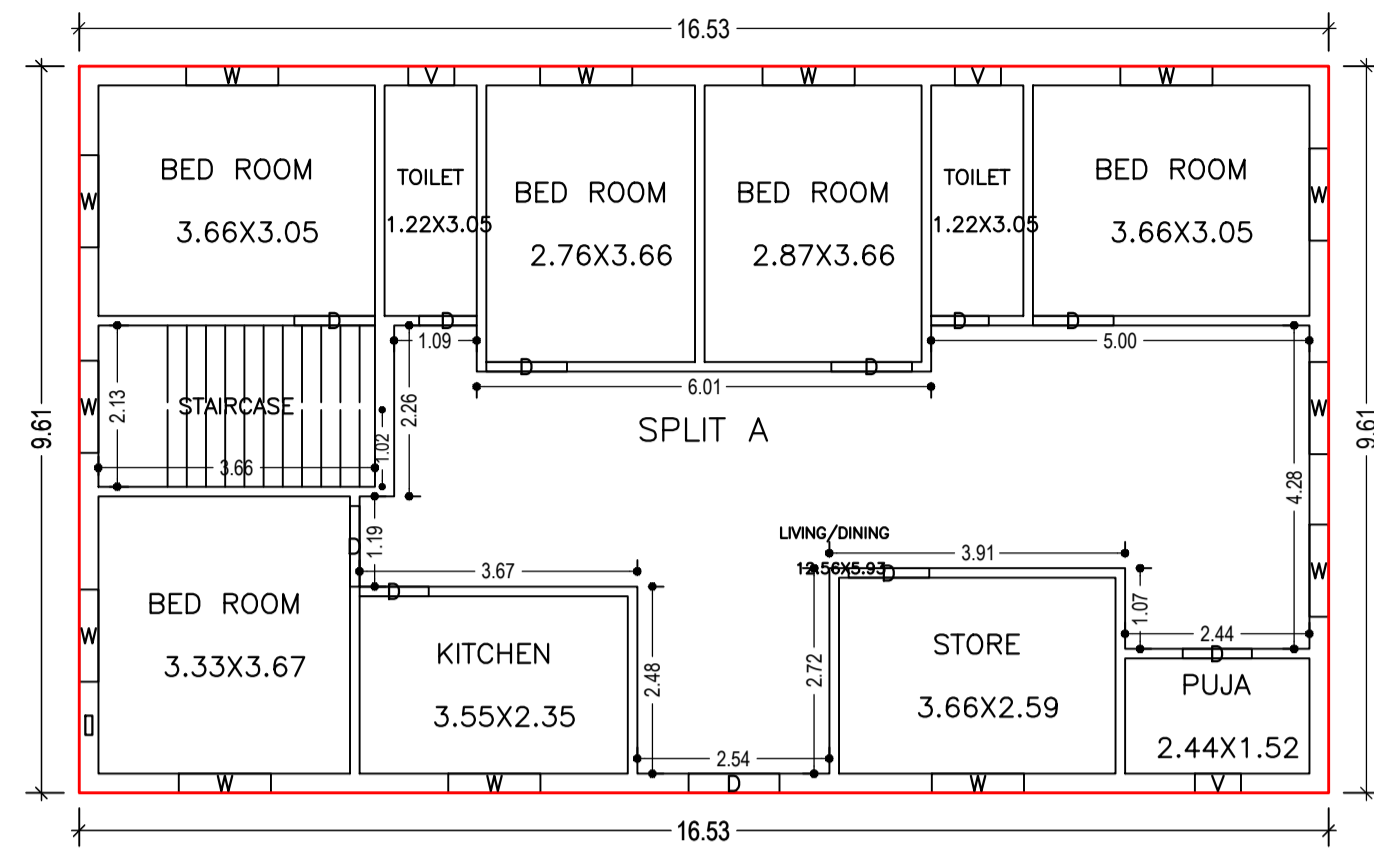 16.53
W V W W V W
BED ROOM
3.66X3.05
TOILET
1.22X3.05
BED ROOM
2.76X3.66
BED ROOM
2.87X3.66
TOILET
1.22X3.05
BED ROOM
3.66X3.05
W
W
D D D D
1.09
5.00
D D
6.01
9.61
9.61
W
2.13
STAIRCASE
3.66
1.02
2.26
SPLIT A
W
4.28
D
1.19
LIVING/DINING
12.56X5.93
3.67
3.91
D
D
W
BED ROOM
3.33X3.67
W
KITCHEN
3.55X2.35
2.48
2.72
2.54
STORE
3.66X2.59
1.07
2.44
D
PUJA
2.44X1.52
W W D W V
16.53